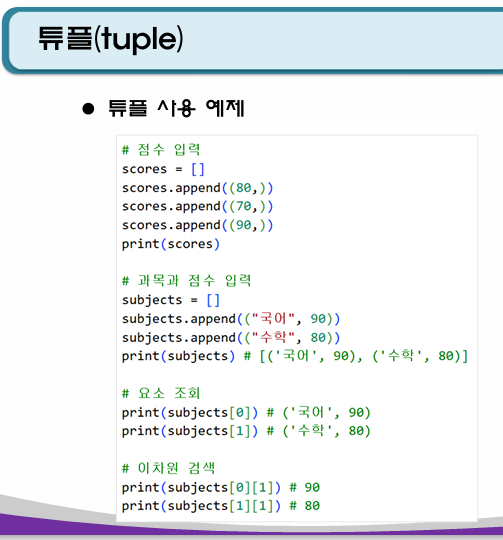 튜플(tuple)
● 튜플 사용 예제
# 점수 입력
scores = []
scores.append((80,))
scores.append((70,))
scores.append((90,))
print(scores)
# 과목과 점수 입력
subjects = []
subjects.append(("국어", 90))
subjects.append(("수학", 80))
print(subjects) # [('국어', 90), ('수학', 80)]
# 요소 조회
print(subjects[0]) # ('국어', 90)
print(subjects[1]) # ('수학', 80)
# 이차원 검색
print(subjects[0][1]) # 90
print(subjects[1][1]) # 80